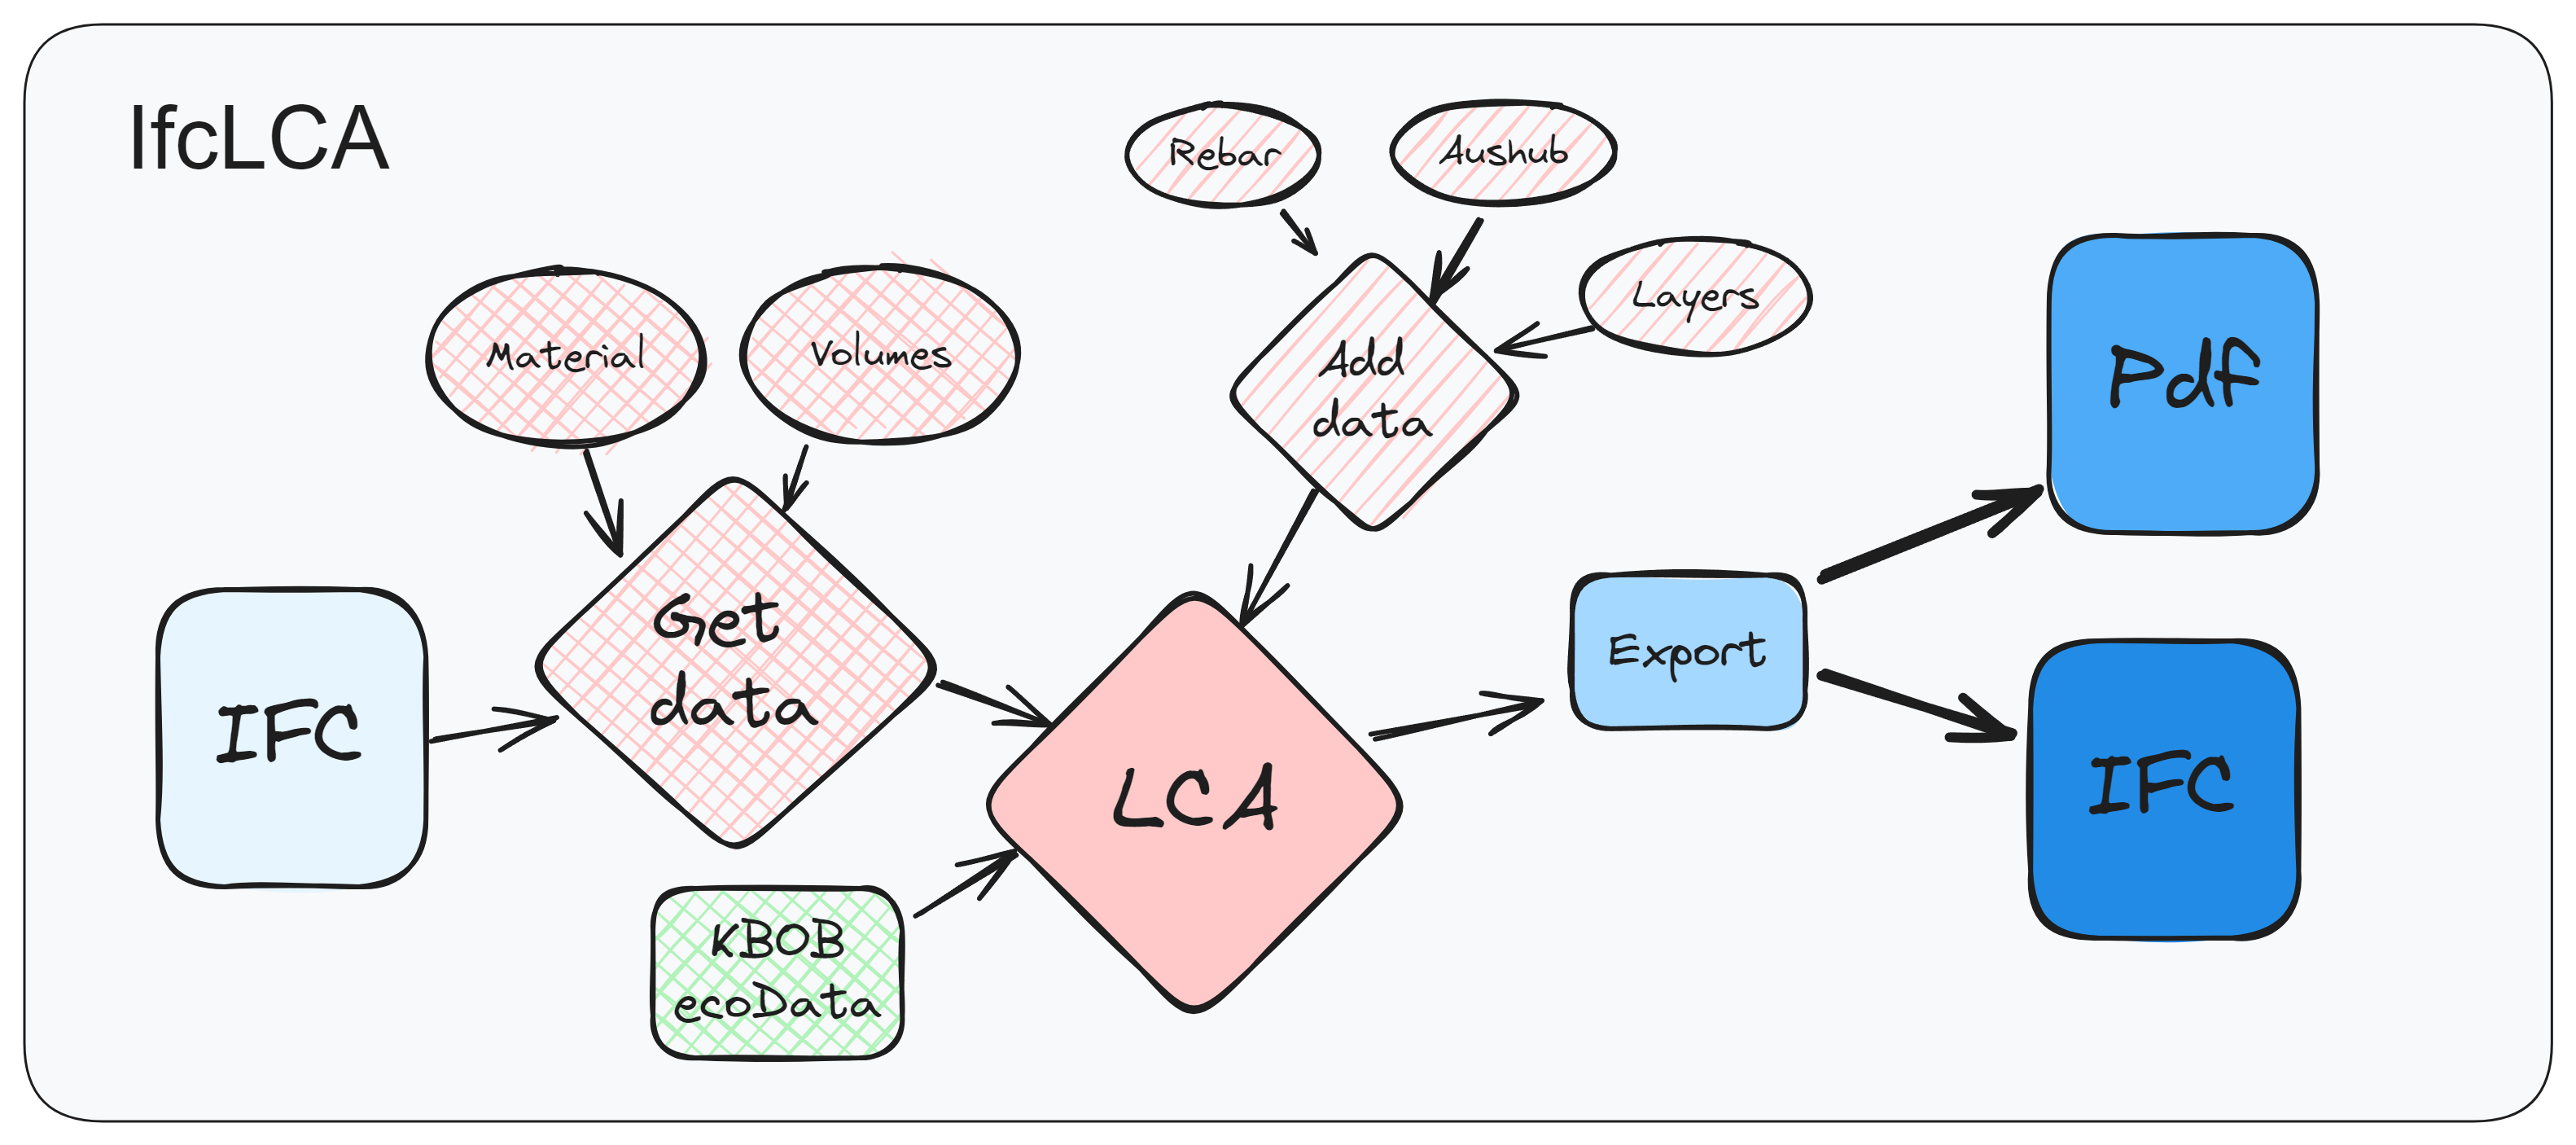 IfcLCA
Rebar
Aushub
Layers
Material
Volumes
Add
data
Pdf
Get
data
IFC
Export
LCA
IFC
KBOB
ecoData